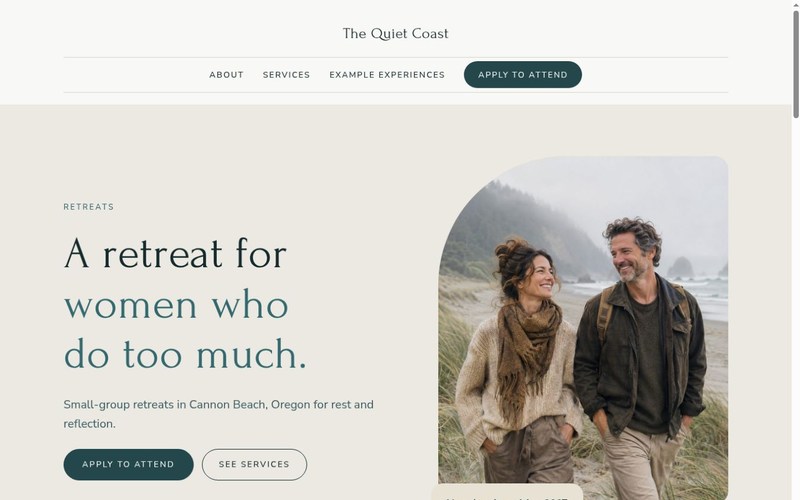 The Quiet Coast
ABOUT SERVICES EXAMPLE EXPERIENCES APPLY TO ATTEND
RETREATS
A retreat for
women who
do too much.
Small-group retreats in Cannon Beach, Oregon for rest and
reflection.
APPLY TO ATTEND SEE SERVICES